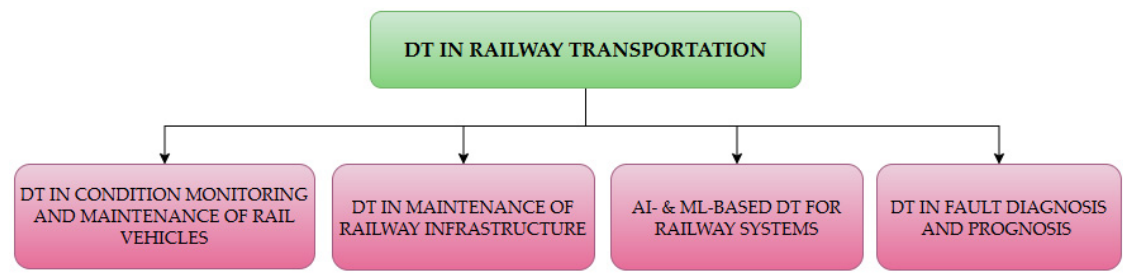 DT IN RAILWAY TRANSPORTATION
DT IN CONDITION MONITORING
AND MAINTENANCE OF RAIL
VEHICLES
DT IN MAINTENANCE OF
RAILWAY INFRASTRUCTURE
AI- & ML-BASED DT FOR
RAILWAY SYSTEMS
DT IN FAULT DIAGNOSIS
AND PROGNOSIS